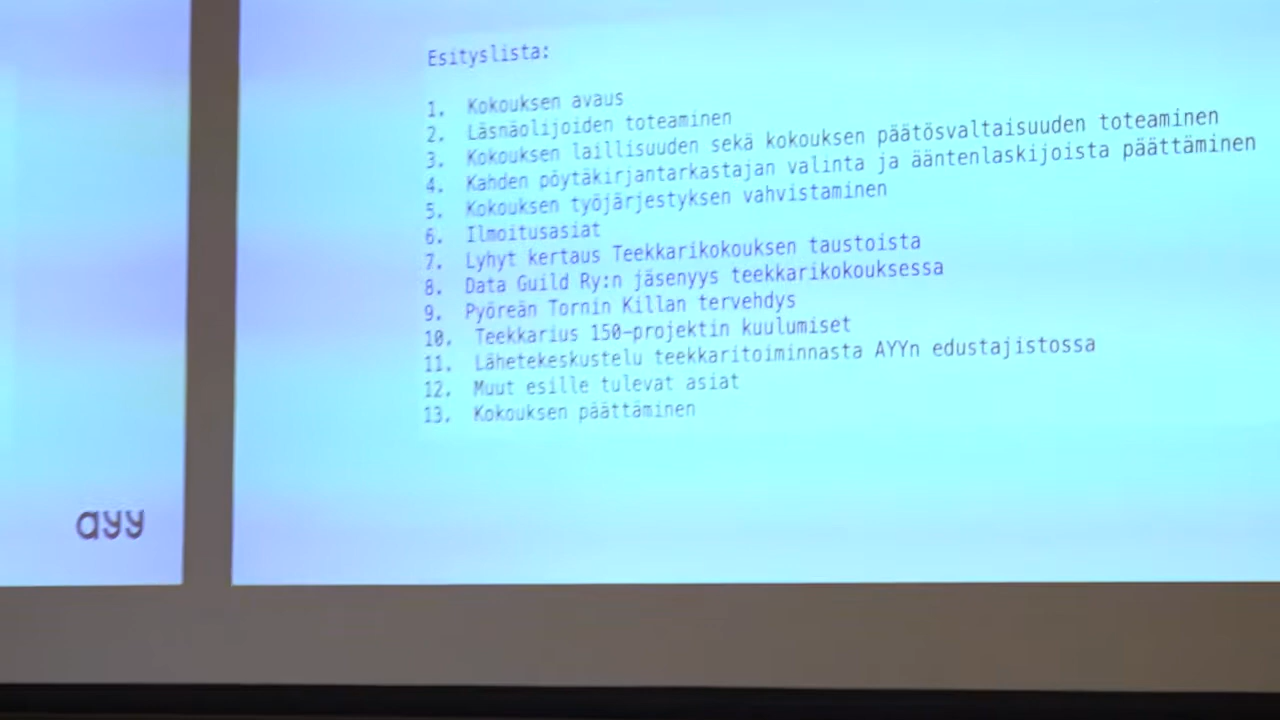 Esityslista:
1. Kokouksen avaus
2. Läsnäolijoiden toteaminen
3. Kokouksen laillisuuden sekä kokouksen päätösvaltaisuuden toteaminen
4. Kahden pöytäkirjantarkastajan valinta ja ääntenlaskijoista päättäminen
5. Kokouksen työjärjestyksen vahvistaminen
6. Ilmoitusasiat
7. Lyhyt kertaus Teekkarikokouksen taustoista
8. Data Guild Ry:n jäsenyys teekkarikokouksessa
9. Pyöreän Tornin Killan tervehdys
10. Teekkarius 150-projektin kuulumiset
11. Lähetekeskustelu teekkaritoiminnasta AYYn edustajistossa
12. Muut esille tulevat asiat
13. Kokouksen päättäminen
ayy